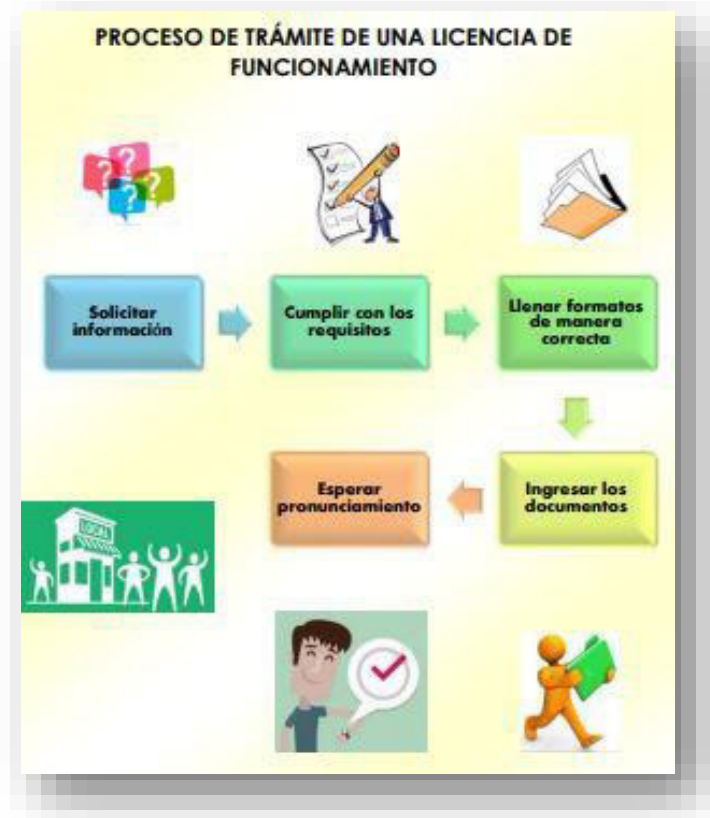 PROCESO DE TRÁMITE DE UNA LICENCIA DE
FUNCIONAMIENTO
Solicitar
información
Cumplir con los
requisitos
Llenar formatos
de manera
correcta
Ingresar los
documentos
Esperar
pronunciamiento
LOCAL